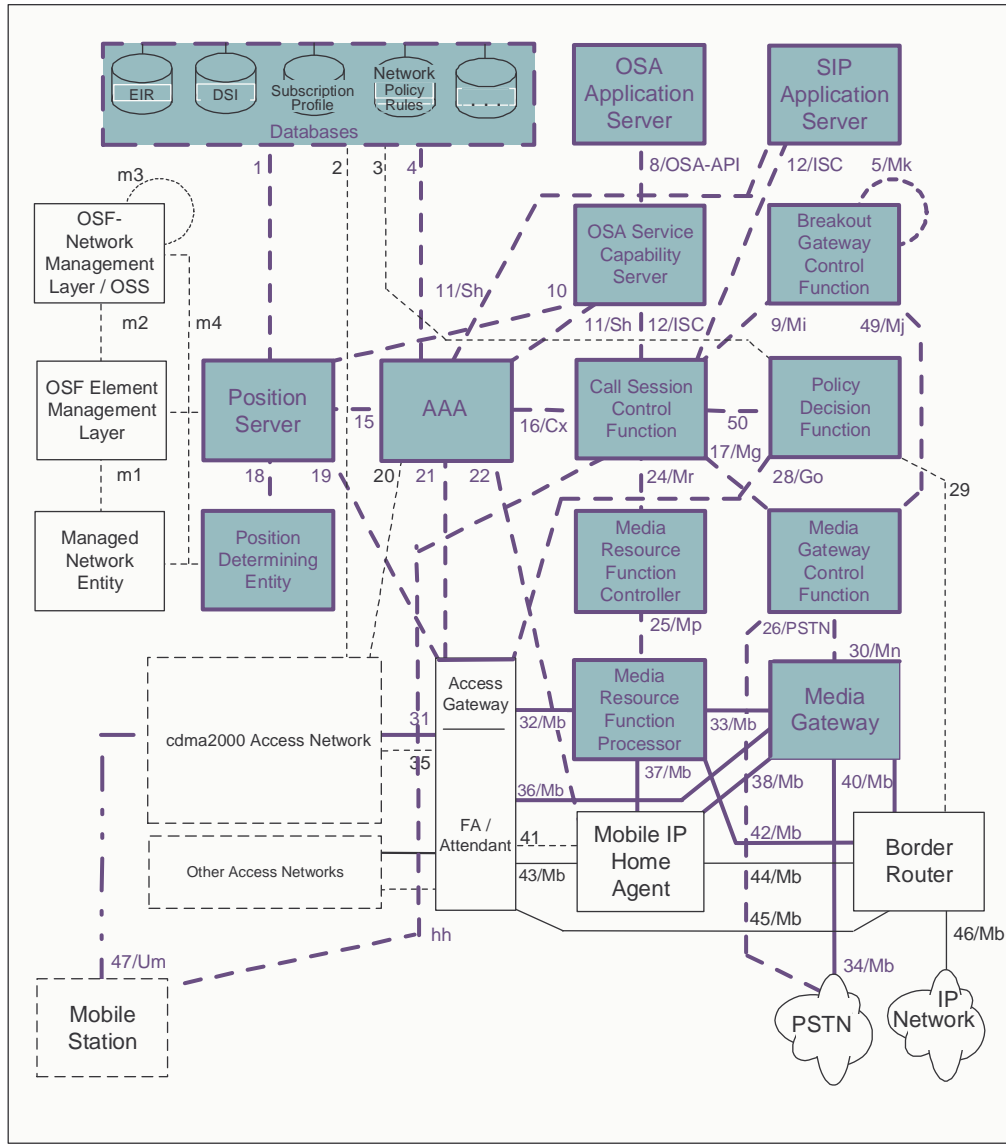 EIR
DSI
Subscription
Profile
Network
Policy
Rules
. . . .
Databases
OSA
Application
Server
SIP
Application
Server
1
2
3
4
8/OSA-API
12/ISC
5/Mk
m3
OSF-
Network
Management
Layer / OSS
OSA Service
Capability
Server
Breakout
Gateway
Control
Function
11/Sh
10
m2
m4
11/Sh
12/ISC
9/Mi
49/Mj
OSF Element
Management
Layer
Position
Server
15
AAA
16/Cx
Call Session
Control
Function
50
Policy
Decision
Function
17/Mg
m1
18
19
20
21
22
24/Mr
28/Go
29
Managed
Network
Entity
Position
Determining
Entity
Media
Resource
Function
Controller
Media
Gateway
Control
Function
25/Mp
26/PSTN
30/Mn
cdma2000 Access Network
31
35
Access
Gateway
32/Mb
Media
Resource
Function
Processor
33/Mb
Media
Gateway
36/Mb
37/Mb
38/Mb
40/Mb
Other Access Networks
FA /
Attendant
41
43/Mb
Mobile IP
Home
Agent
42/Mb
44/Mb
45/Mb
Border
Router
46/Mb
hh
47/Um
34/Mb
Mobile
Station
PSTN
IP
Network